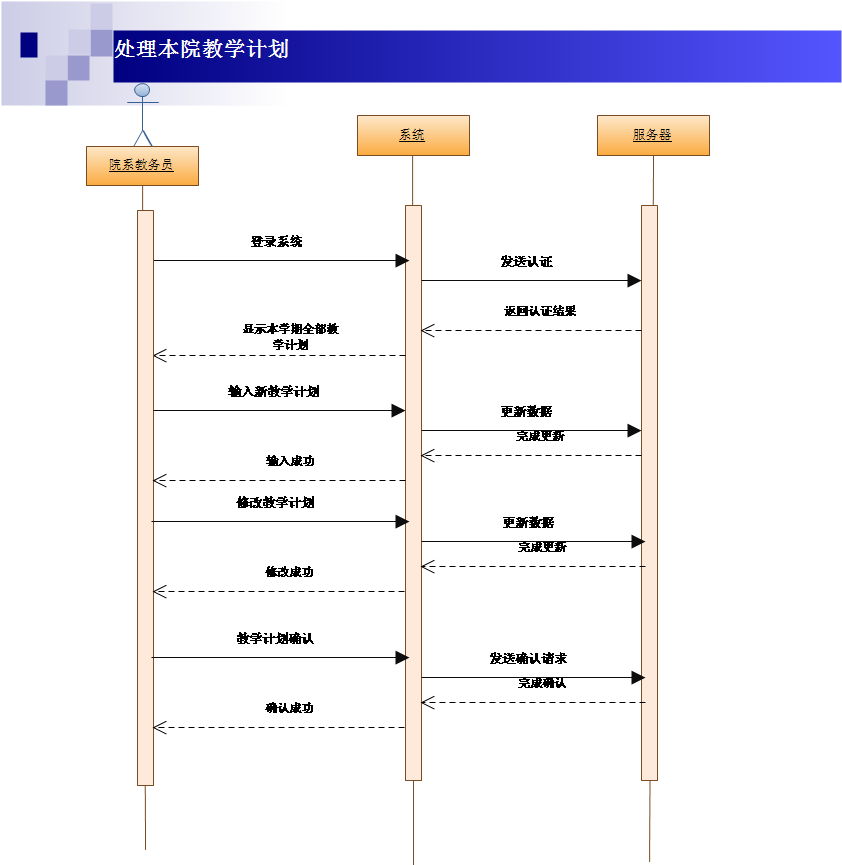 处理本院教学计划
院系教务员
系统
服务器
登录系统
发送认证
返回认证结果
显示本学期全部教
学计划
输入新教学计划
更新数据
完成更新
输入成功
修改教学计划
更新数据
完成更新
修改成功
教学计划确认
发送确认请求
完成确认
确认成功